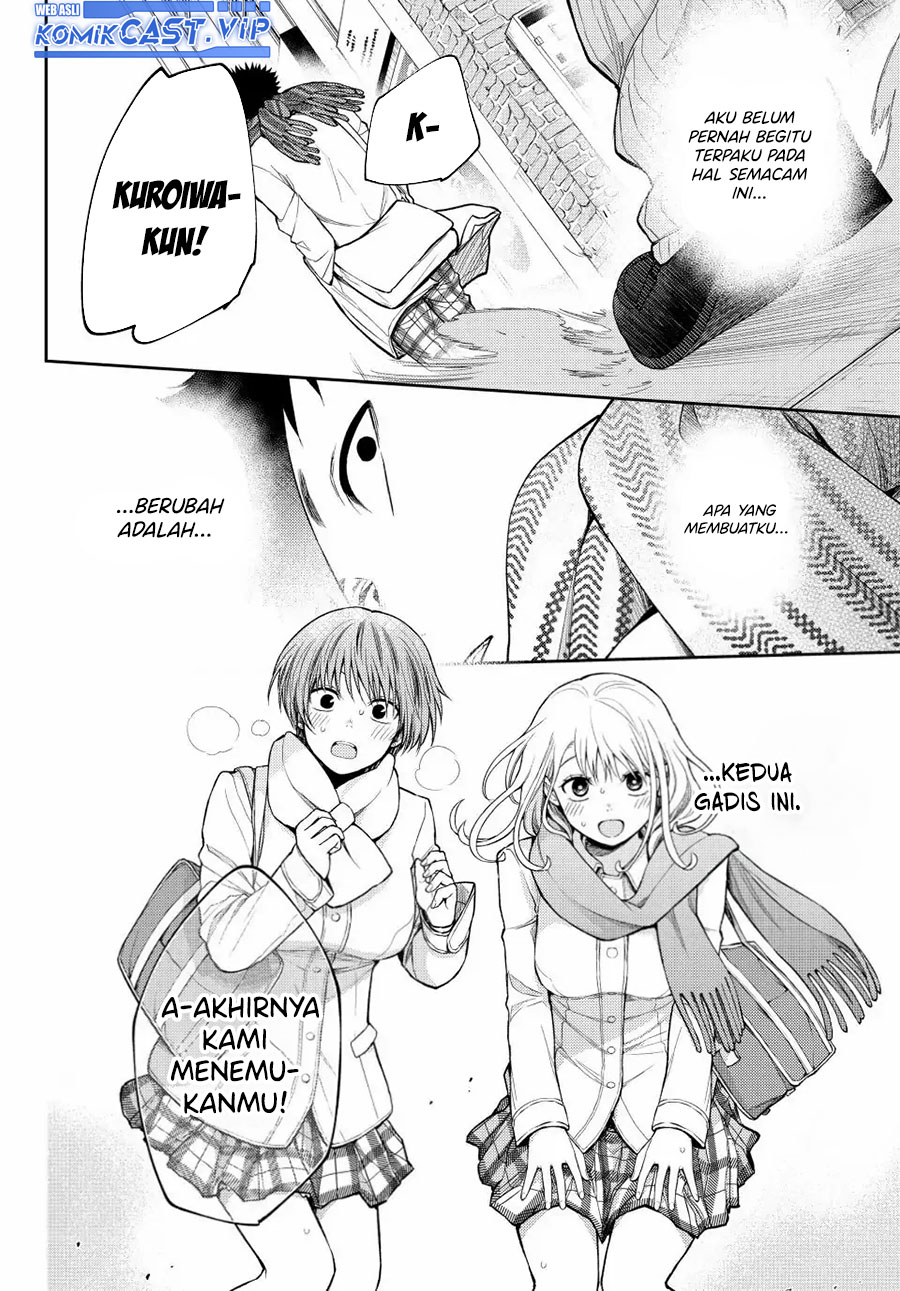 WEB ASLI
KOMIKCAST.VIP
AKU BELUM
PERNAH BEGITU
TERPAKU PADA
HAL SEMACAM
INI...
K-
KUROIWA-
KUN!
APA YANG
MEMBUATKU...
...BERUBAH
ADALAH...
...KEDUA
GADIS INI.
A-AKHIRNYA
KAMI
MENEMU-
KANMU!